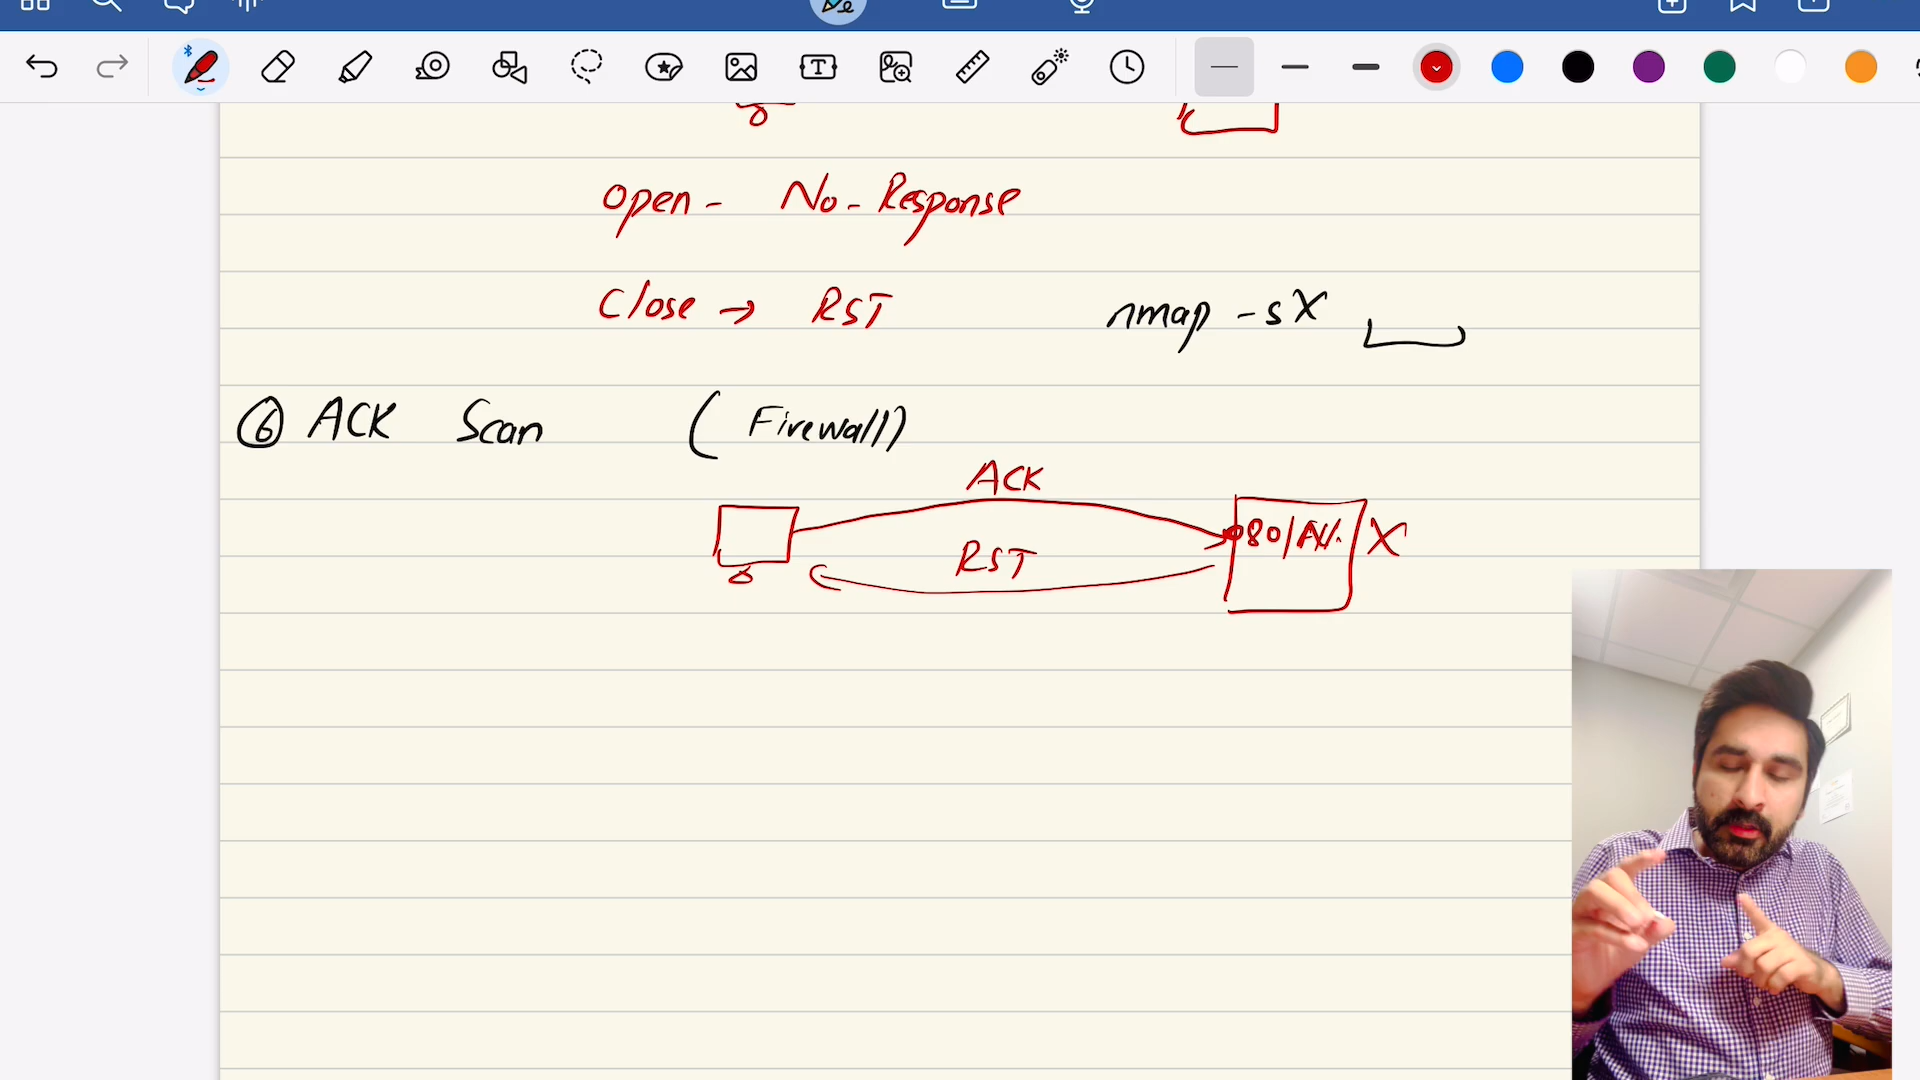 Open - No-Response
Close → RST
nmap -sX
⑥ ACK Scan (Firewall)
ACK
80/
X
RST